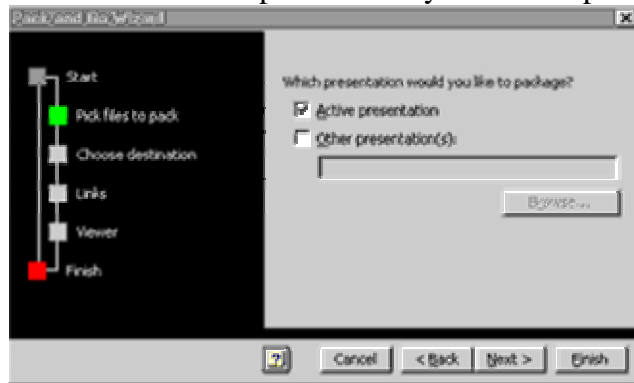 Pack and Go Wizard
Start
Pick files to pack
Choose destination
Links
Viewer
Finish
Which presentation would you like to package?
Active presentation
Other presentation(s):
Browse...
Cancel
< Back
Next >
Finish